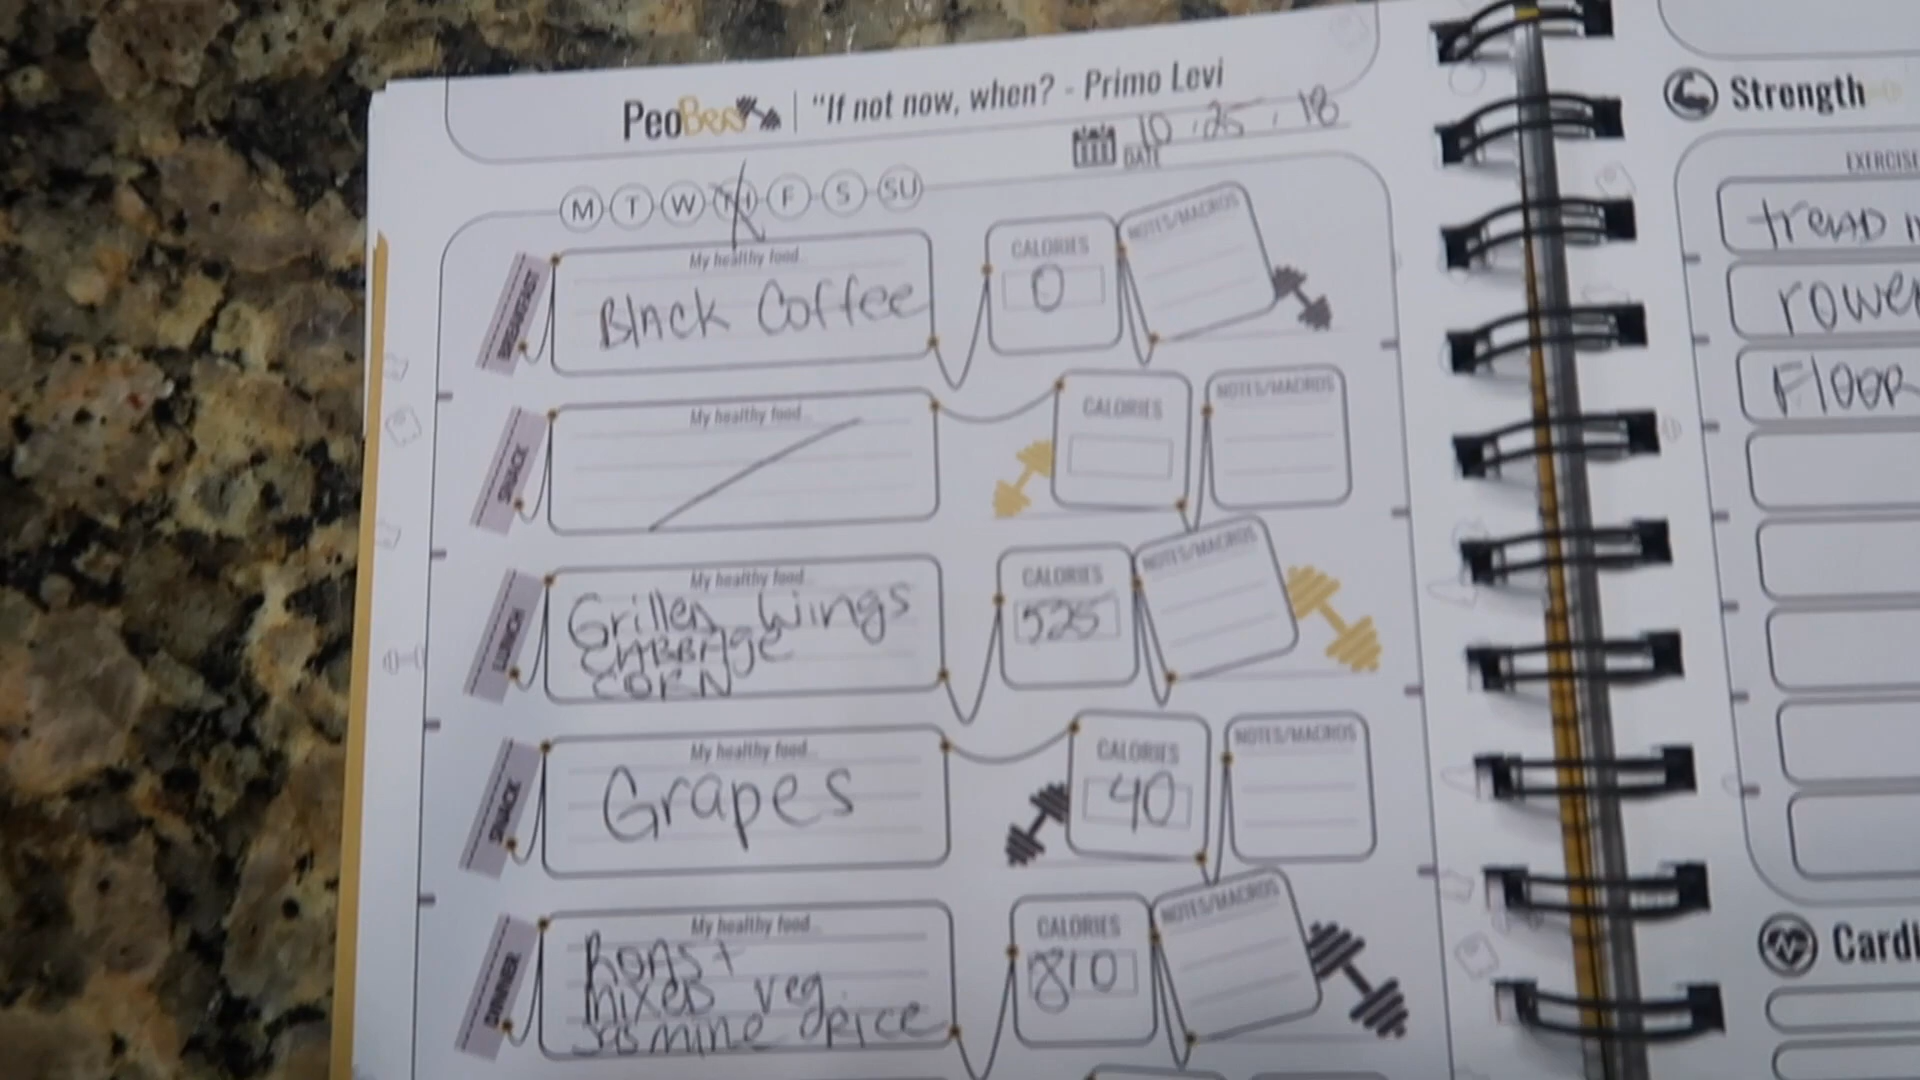 PeoBest "If not now, when? - Primo Levi
DATE 10.25.18
M T W TH F S SU
BREAKFAST
My healthy food
Black Coffee
CALORIES
0
NOTES/MACROS
SNACK
My healthy food
CALORIES
NOTES/MACROS
LUNCH
My healthy food
Grilled Wings
CABBAge
CORN
CALORIES
525
NOTES/MACROS
SNACK
My healthy food
Grapes
CALORIES
40
NOTES/MACROS
DINNER
My healthy food
ROAST
MIXED veg.
JASMINE RICE
CALORIES
810
NOTES/MACROS
Strength
EXERCISE
tread
rower
FlOOR
Cardi